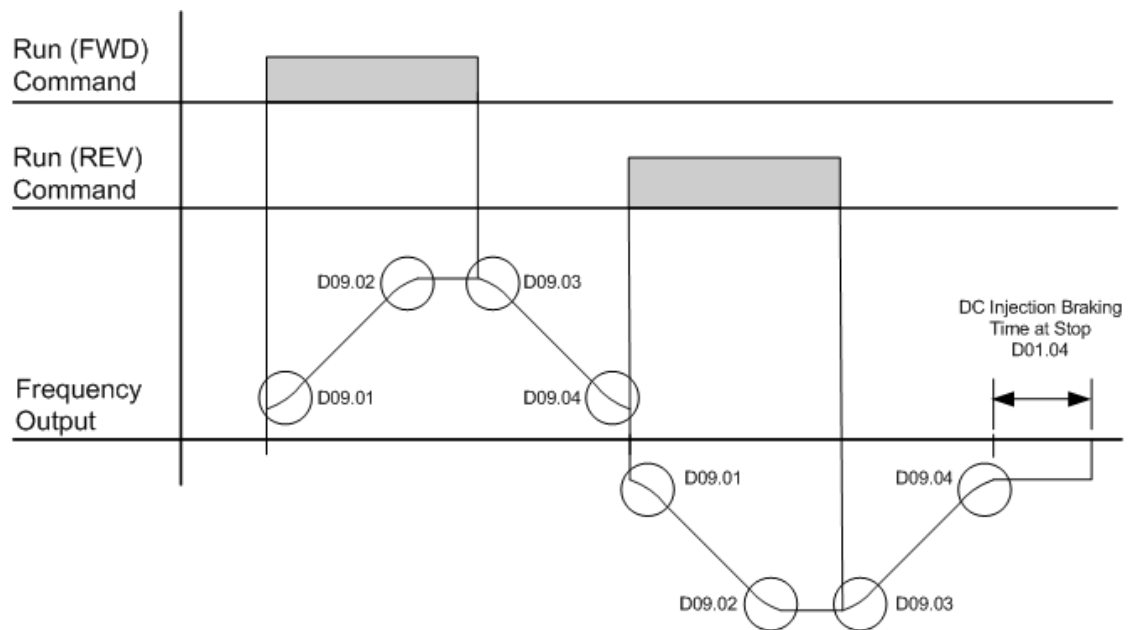 Run (FWD)
Command
Run (REV)
Command
D09.02
D09.03
DC Injection Braking
Time at Stop
D01.04
Frequency
Output
D09.01
D09.04
D09.01
D09.04
D09.02
D09.03